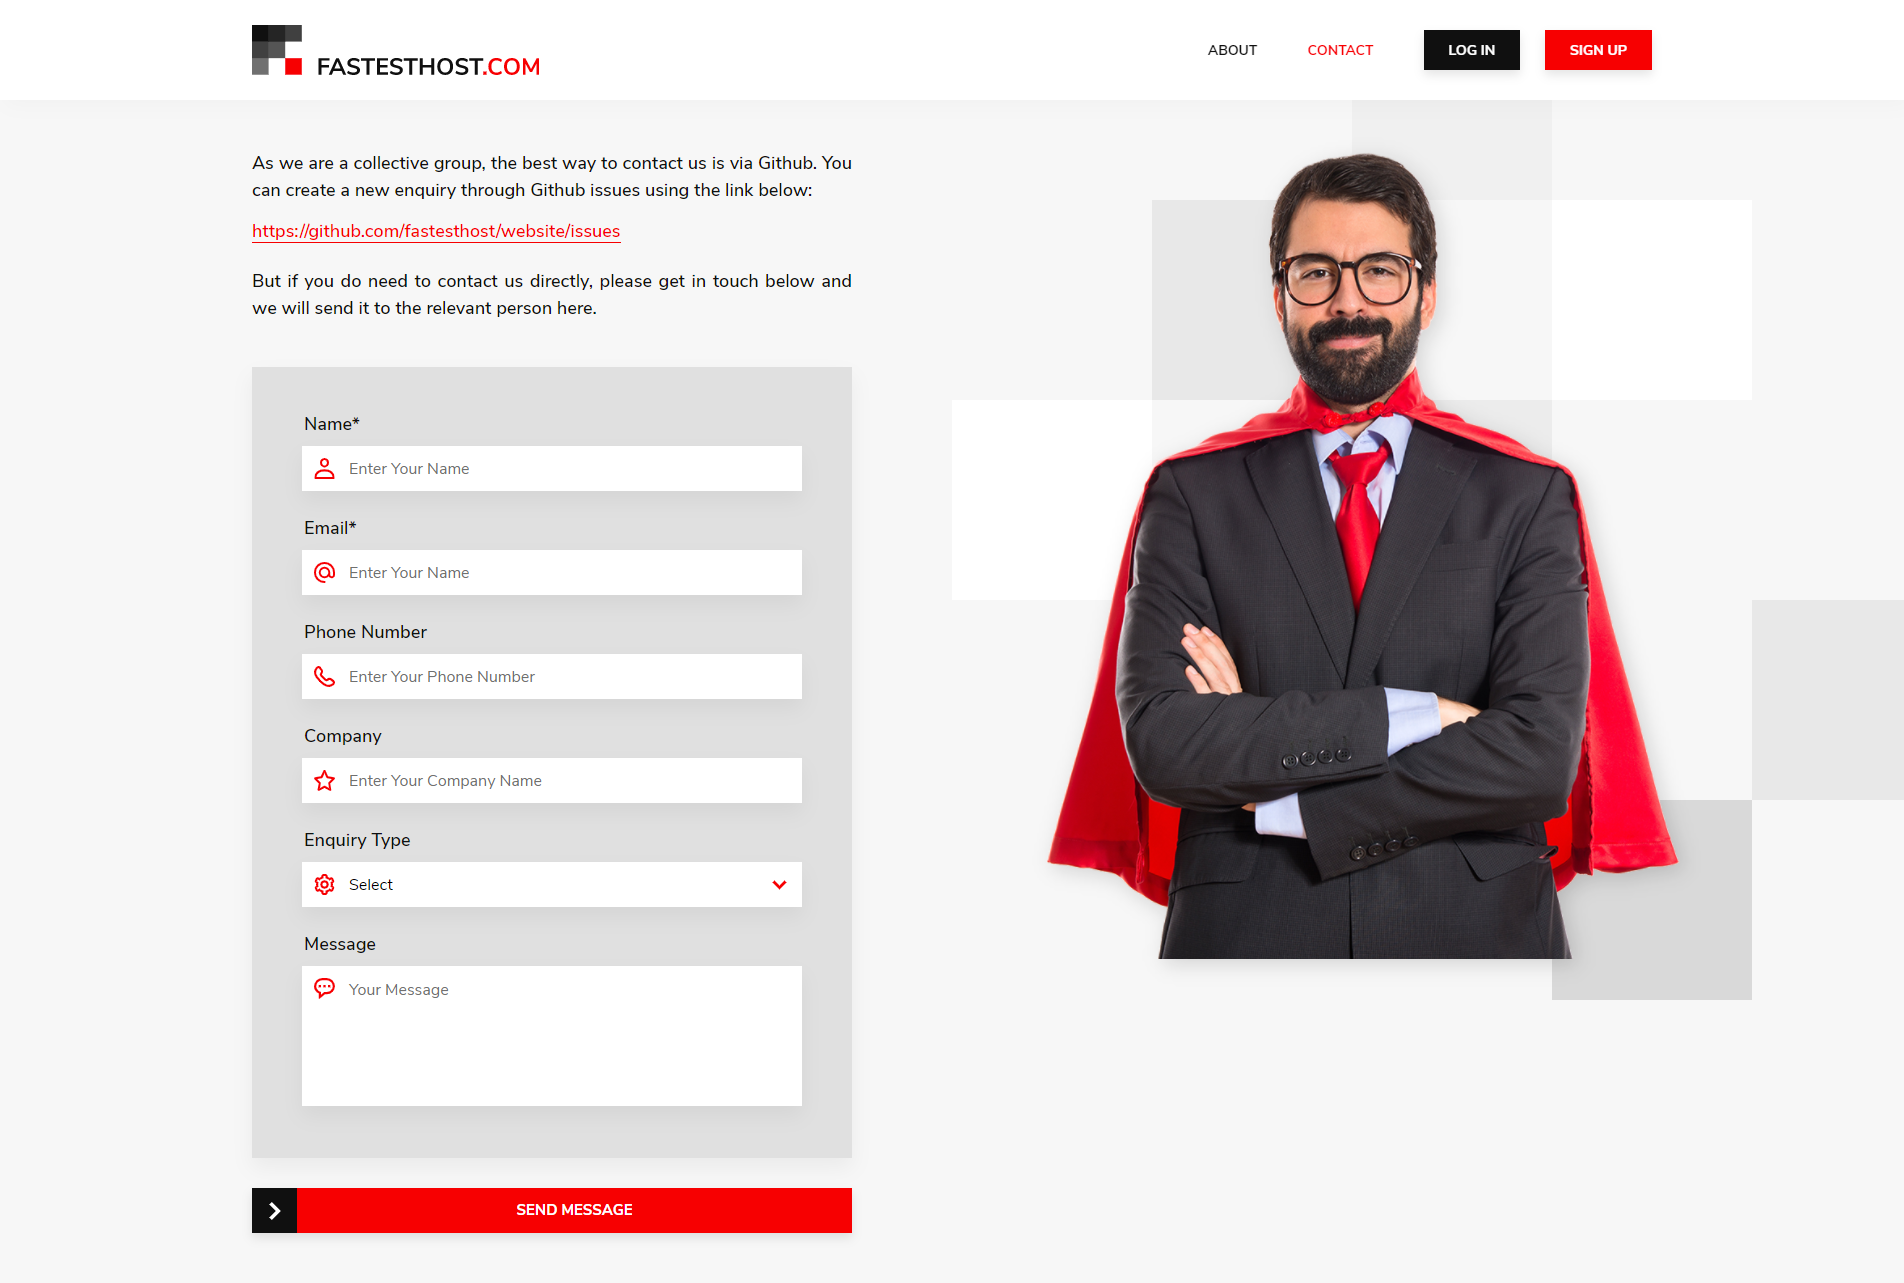 FASTESTHOST.COM
ABOUT
CONTACT
LOG IN
SIGN UP
As we are a collective group, the best way to contact us is via Github. You
can create a new enquiry through Github issues using the link below:
https://github.com/fastesthost/website/issues
But if you do need to contact us directly, please get in touch below and
we will send it to the relevant person here.
Name*
Enter Your Name
Email*
Enter Your Name
Phone Number
Enter Your Phone Number
Company
Enter Your Company Name
Enquiry Type
Select
Message
Your Message
SEND MESSAGE